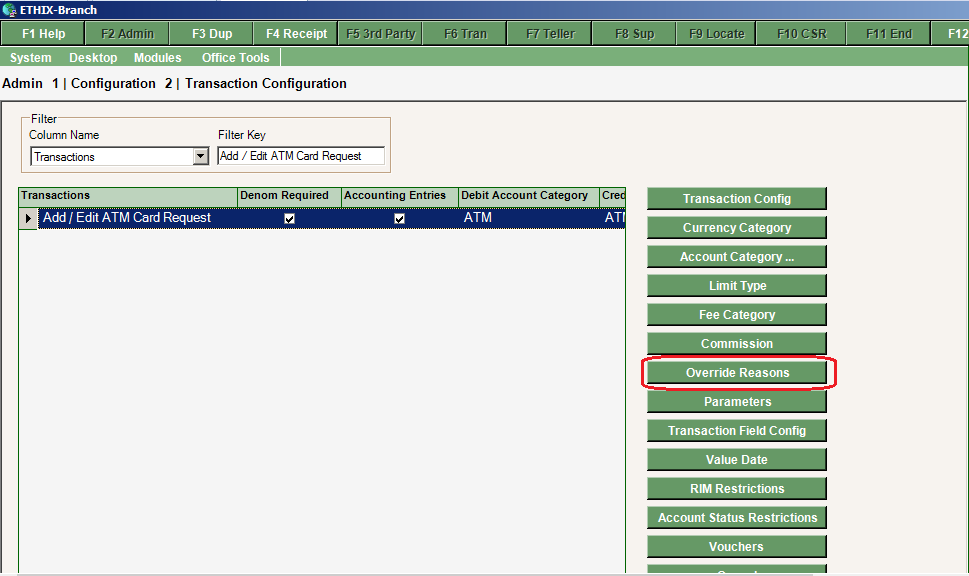 ETHIX-Branch
F1 Help F2 Admin F3 Dup F4 Receipt F5 3rd Party F6 Tran F7 Teller F8 Sup F9 Locate F10 CSR F11 End F12
System Desktop Modules Office Tools
Admin 1 | Configuration 2 | Transaction Configuration
Filter
Column Name Filter Key
Transactions Add / Edit ATM Card Request
Transactions Denom Required Accounting Entries Debit Account Category Cred
Add / Edit ATM Card Request ATM ATM
Transaction Config
Currency Category
Account Category ...
Limit Type
Fee Category
Commission
Override Reasons
Parameters
Transaction Field Config
Value Date
RIM Restrictions
Account Status Restrictions
Vouchers